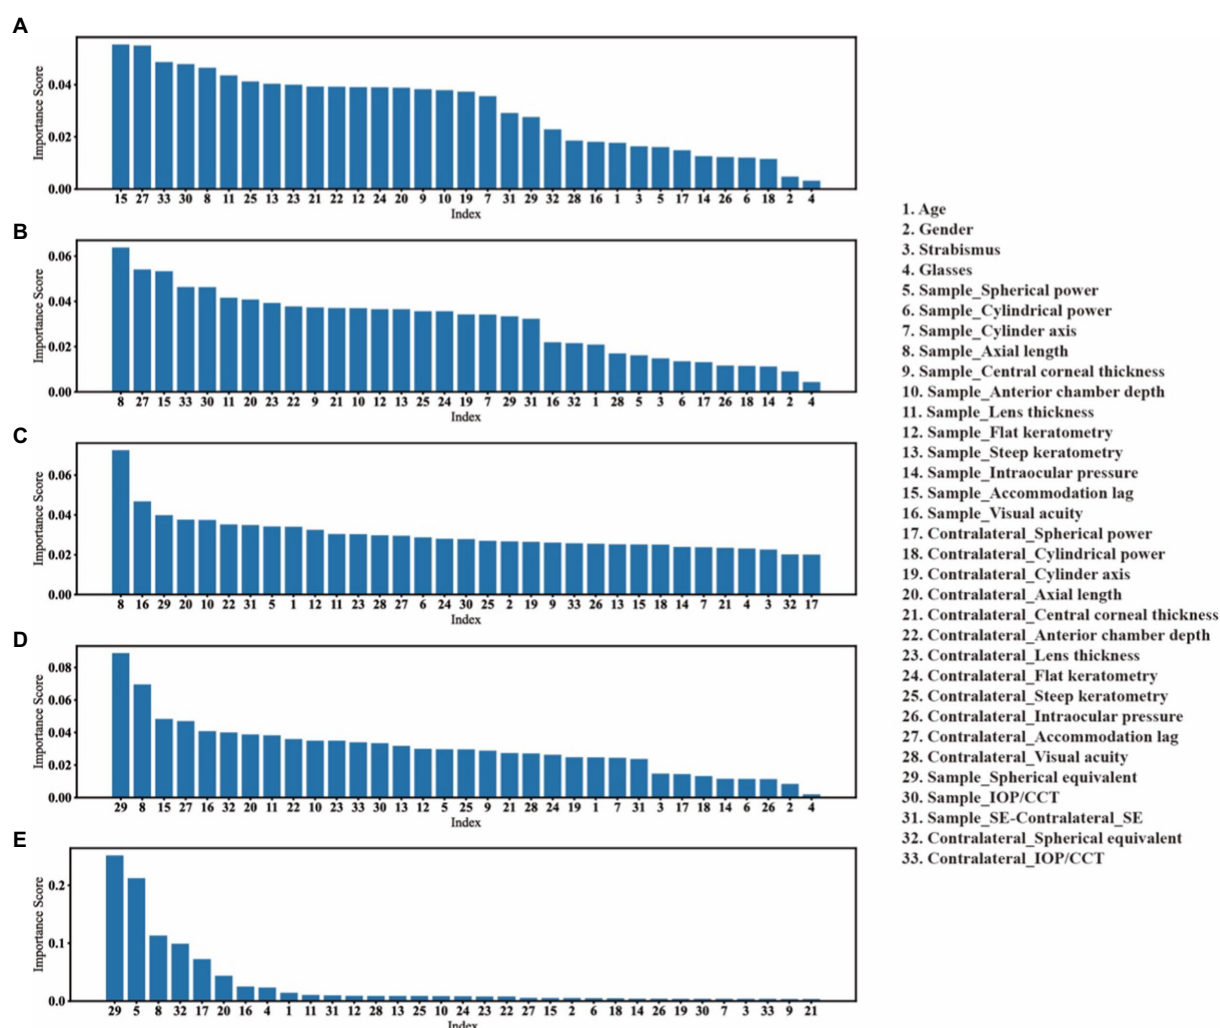 A
Importance Score
0.04
0.02
0.00
15 27 33 30 8 11 25 13 23 21 22 12 24 20 9 10 19 7 31 29 32 28 16 1 3 5 17 14 26 6 18 2 4
Index
B
Importance Score
0.06
0.04
0.02
0.00
8 27 15 33 30 11 20 23 22 9 21 10 12 13 25 24 19 7 29 31 16 32 1 28 5 3 6 17 26 18 14 2 4
Index
C
Importance Score
0.06
0.04
0.02
0.00
8 16 29 20 10 22 31 5 1 12 11 23 28 27 6 24 30 25 2 19 9 33 26 13 15 18 14 7 21 4 3 32 17
Index
D
Importance Score
0.08
0.06
0.04
0.02
0.00
29 8 15 27 16 32 20 11 22 10 23 33 30 13 12 5 25 9 21 28 24 19 1 7 31 3 17 18 14 6 26 2 4
Index
E
Importance Score
0.2
0.1
0.0
29 5 8 32 17 20 16 4 1 11 31 12 28 13 25 10 24 23 22 27 15 2 6 18 14 26 19 30 7 3 33 9 21
Index
1. Age
2. Gender
3. Strabismus
4. Glasses
5. Sample_Spherical power
6. Sample_Cylindrical power
7. Sample_Cylinder axis
8. Sample_Axial length
9. Sample_Central corneal thickness
10. Sample_Anterior chamber depth
11. Sample_Lens thickness
12. Sample_Flat keratometry
13. Sample_Steep keratometry
14. Sample_Intraocular pressure
15. Sample_Accommodation lag
16. Sample_Visual acuity
17. Contralateral_Spherical power
18. Contralateral_Cylindrical power
19. Contralateral_Cylinder axis
20. Contralateral_Axial length
21. Contralateral_Central corneal thickness
22. Contralateral_Anterior chamber depth
23. Contralateral_Lens thickness
24. Contralateral_Flat keratometry
25. Contralateral_Steep keratometry
26. Contralateral_Intraocular pressure
27. Contralateral_Accommodation lag
28. Contralateral_Visual acuity
29. Sample_Spherical equivalent
30. Sample_IOP/CCT
31. Sample_SE-Contralateral_SE
32. Contralateral_Spherical equivalent
33. Contralateral_IOP/CCT